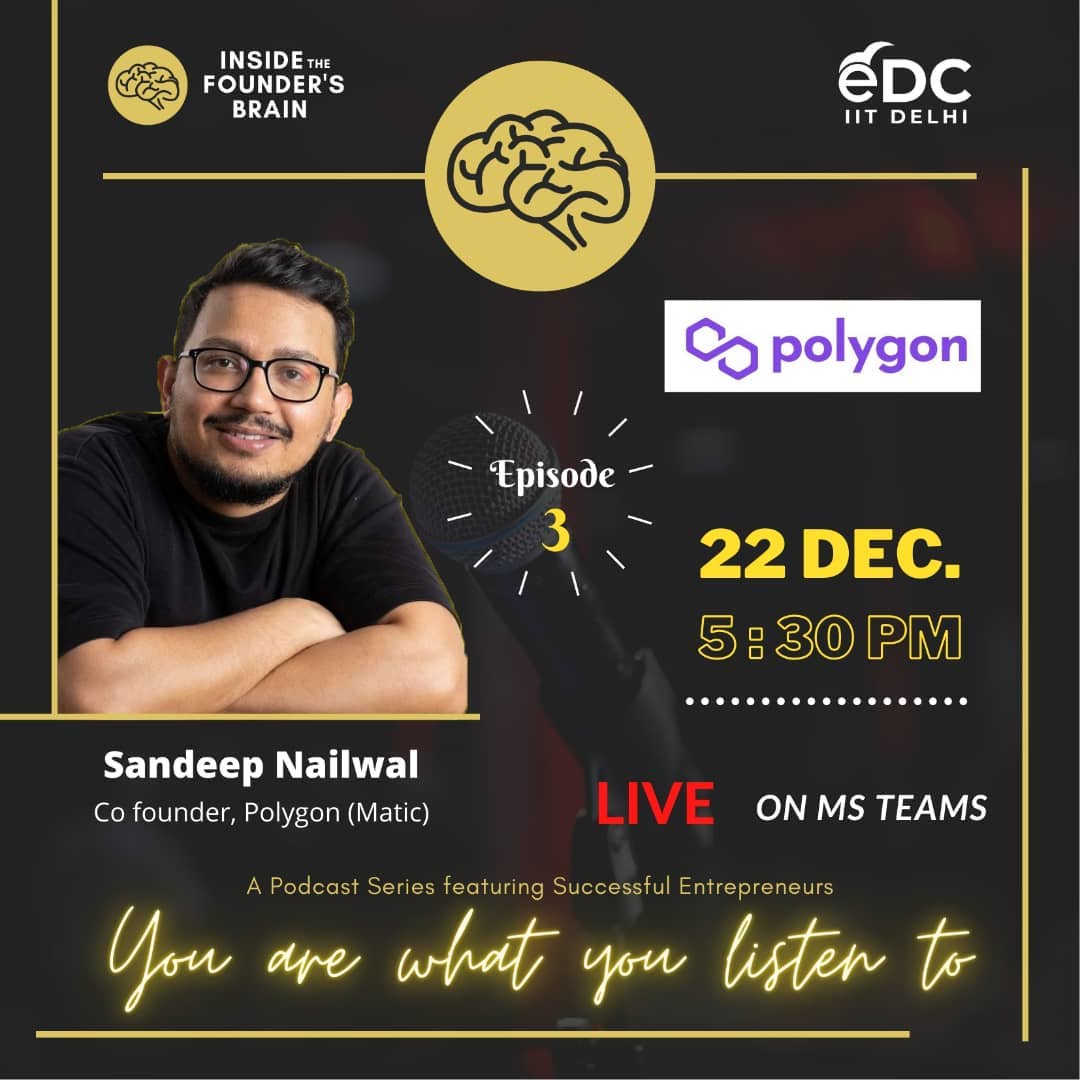 INSIDE THE
FOUNDER'S
BRAIN
eDC
IIT DELHI
polygon
Episode
3
22 DEC.
5 : 30 PM
Sandeep Nailwal
Co founder, Polygon (Matic)
LIVE ON MS TEAMS
A Podcast Series featuring Successful Entrepreneurs
You are what you listen to